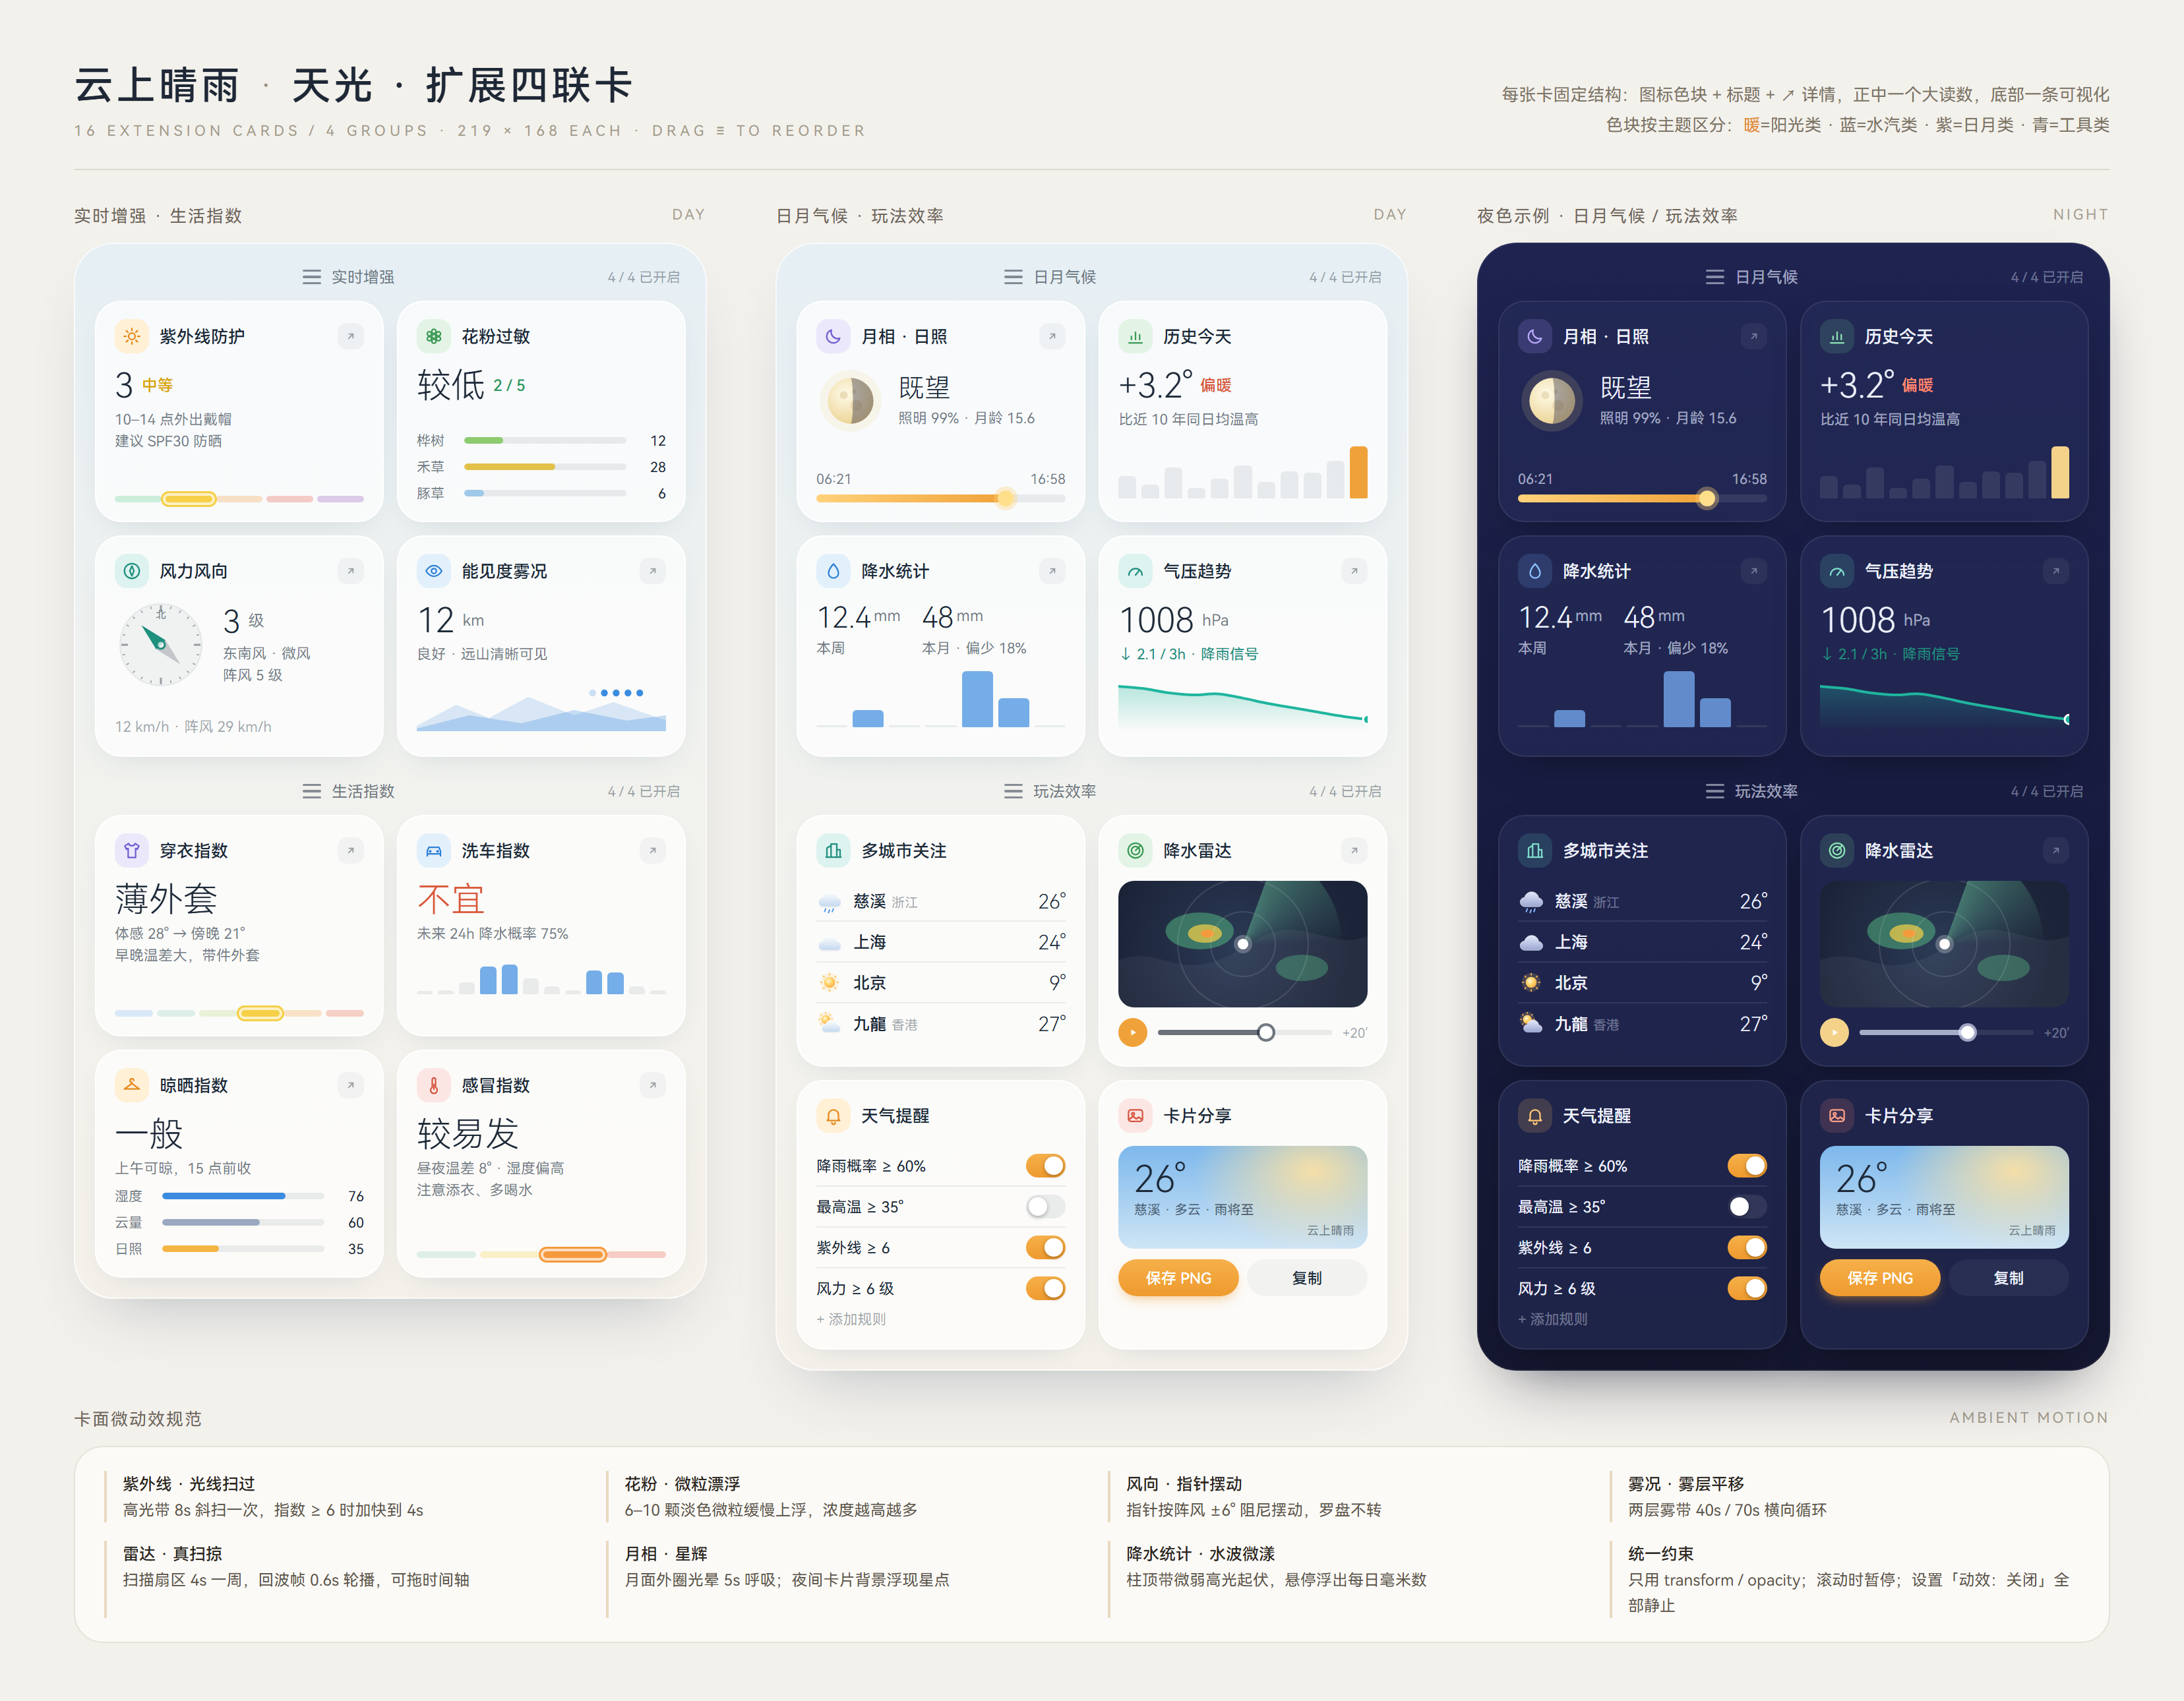 云上晴雨 · 天光 · 扩展四联卡
16 EXTENSION CARDS / 4 GROUPS · 219 × 168 EACH · DRAG ≡ TO REORDER
每张卡固定结构：图标色块 + 标题 + ↗ 详情，正中一个大读数，底部一条可视化
色块按主题区分：暖=阳光类 · 蓝=水汽类 · 紫=日月类 · 青=工具类
实时增强 · 生活指数
DAY
实时增强
4 / 4 已开启
紫外线防护
3 中等
10–14 点外出戴帽
建议 SPF30 防晒
花粉过敏
较低 2 / 5
桦树 12
禾草 28
豚草 6
风力风向
北
3 级
东南风 · 微风
阵风 5 级
12 km/h · 阵风 29 km/h
能见度雾况
12 km
良好 · 远山清晰可见
生活指数
4 / 4 已开启
穿衣指数
薄外套
体感 28° → 傍晚 21°
早晚温差大，带件外套
洗车指数
不宜
未来 24h 降水概率 75%
晾晒指数
一般
上午可晾，15 点前收
湿度 76
云量 60
日照 35
感冒指数
较易发
昼夜温差 8° · 湿度偏高
注意添衣、多喝水
日月气候 · 玩法效率
DAY
日月气候
4 / 4 已开启
月相 · 日照
既望
照明 99% · 月龄 15.6
06:21 16:58
历史今天
+3.2° 偏暖
比近 10 年同日均温高
降水统计
12.4 mm 48 mm
本周 本月 · 偏少 18%
气压趋势
1008 hPa
↓ 2.1 / 3h · 降雨信号
玩法效率
4 / 4 已开启
多城市关注
慈溪 浙江 26°
上海 24°
北京 9°
九龍 香港 27°
降水雷达
+20′
天气提醒
降雨概率 ≥ 60%
最高温 ≥ 35°
紫外线 ≥ 6
风力 ≥ 6 级
+ 添加规则
卡片分享
26°
慈溪 · 多云 · 雨将至
云上晴雨
保存 PNG 复制
夜色示例 · 日月气候 / 玩法效率
NIGHT
日月气候
4 / 4 已开启
月相 · 日照
既望
照明 99% · 月龄 15.6
06:21 16:58
历史今天
+3.2° 偏暖
比近 10 年同日均温高
降水统计
12.4 mm 48 mm
本周 本月 · 偏少 18%
气压趋势
1008 hPa
↓ 2.1 / 3h · 降雨信号
玩法效率
4 / 4 已开启
多城市关注
慈溪 浙江 26°
上海 24°
北京 9°
九龍 香港 27°
降水雷达
+20′
天气提醒
降雨概率 ≥ 60%
最高温 ≥ 35°
紫外线 ≥ 6
风力 ≥ 6 级
+ 添加规则
卡片分享
26°
慈溪 · 多云 · 雨将至
云上晴雨
保存 PNG 复制
卡面微动效规范
AMBIENT MOTION
紫外线 · 光线扫过
高光带 8s 斜扫一次，指数 ≥ 6 时加快到 4s
花粉 · 微粒漂浮
6–10 颗淡色微粒缓慢上浮，浓度越高越多
风向 · 指针摆动
指针按阵风 ±6° 阻尼摆动，罗盘不转
雾况 · 雾层平移
两层雾带 40s / 70s 横向循环
雷达 · 真扫掠
扫描扇区 4s 一周，回波帧 0.6s 轮播，可拖时间轴
月相 · 星辉
月面外圈光晕 5s 呼吸；夜间卡片背景浮现星点
降水统计 · 水波微漾
柱顶带微弱高光起伏，悬停浮出每日毫米数
统一约束
只用 transform / opacity；滚动时暂停；设置「动效：关闭」全
部静止